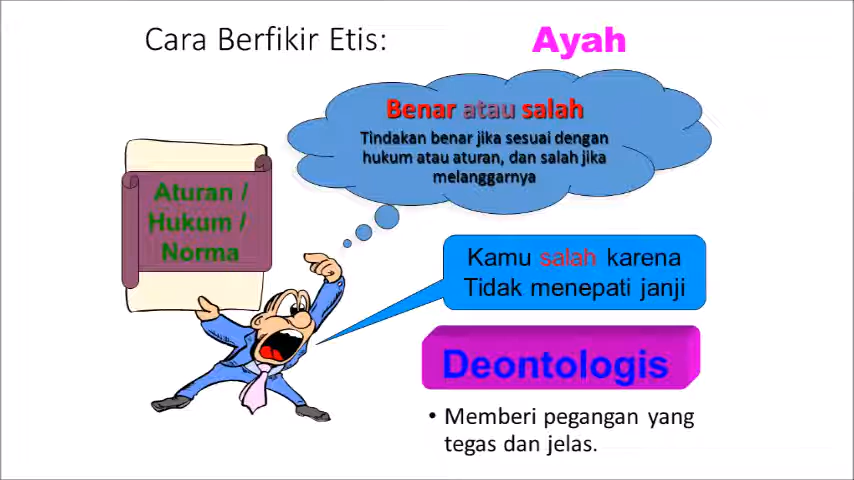 Cara Berfikir Etis:
Ayah
Benar atau salah
Tindakan benar jika sesuai dengan
hukum atau aturan, dan salah jika
melanggarnya
Aturan /
Hukum /
Norma
Kamu salah karena
Tidak menepati janji
Deontologis
• Memberi pegangan yang
tegas dan jelas.